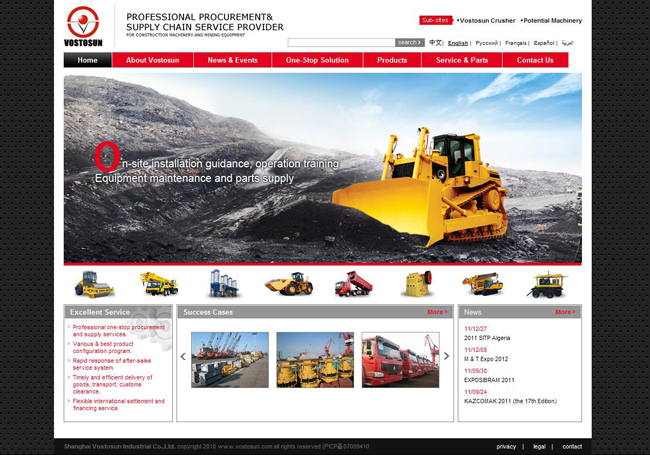 VOSTOSUN
PROFESSIONAL PROCUREMENT&
SUPPLY CHAIN SERVICE PROVIDER
FOR CONSTRUCTION MACHINERY AND MINING EQUIPMENT
Sub-sites • Vostosun Crusher • Potential Machinery
search
中文| English | Русский | Français | Español | العربية
Home About Vostosun News & Events One-Stop Solution Products Service & Parts Contact Us
On-site installation guidance, operation training
Equipment maintenance and parts supply
Excellent Service
Professional one-stop procurement
and supply services.
Various & best product
configuration program.
Rapid response of after-sales
service system.
Timely and efficient delivery of
goods, transport, customs
clearance.
Flexible international settlement and
financing service.
Success Cases More
News More
11/12/27
2011 SITP Algeria
11/12/08
M & T Expo 2012
11/09/30
EXPOSIBRAM 2011
11/09/24
KAZCOMAK 2011 (the 17th Edition)
Shanghai Vostosun Industrial Co.,Ltd. copyright 2010 www.vostosun.com all rights reserved 沪ICP备07009410
privacy | legal | contact